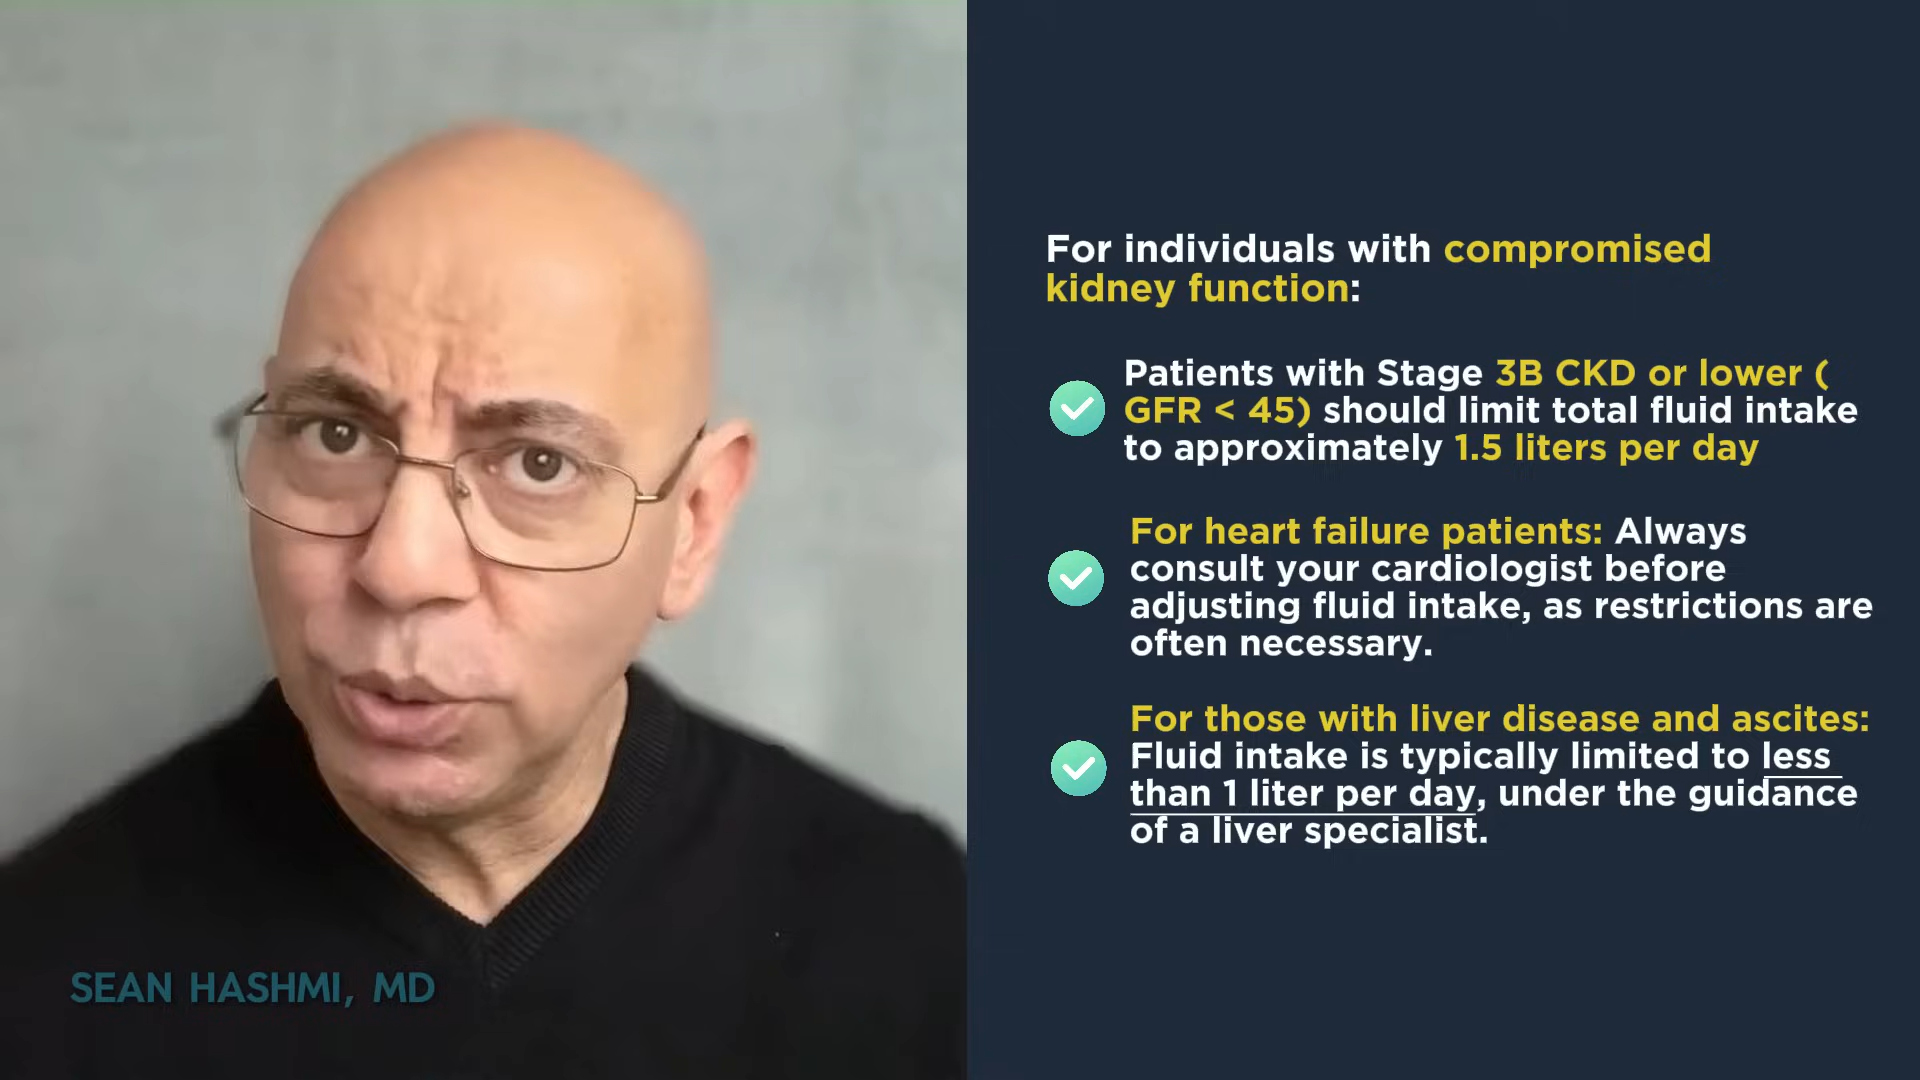 For individuals with compromised
kidney function:
Patients with Stage 3B CKD or lower (
GFR < 45) should limit total fluid intake
to approximately 1.5 liters per day
For heart failure patients: Always
consult your cardiologist before
adjusting fluid intake, as restrictions are
often necessary.
For those with liver disease and ascites:
Fluid intake is typically limited to less
than 1 liter per day, under the guidance
of a liver specialist.
SEAN HASHMI, MD